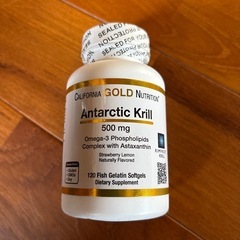 SEALED FOR
PROTECTION
CALIFORNIA GOLD NUTRITION
Antarctic Krill
500 mg
Omega-3 Phospholipids
Complex with Astaxanthin
Strawberry Lemon
Naturally Flavored
120 Fish Gelatin Softgels
Dietary Supplement